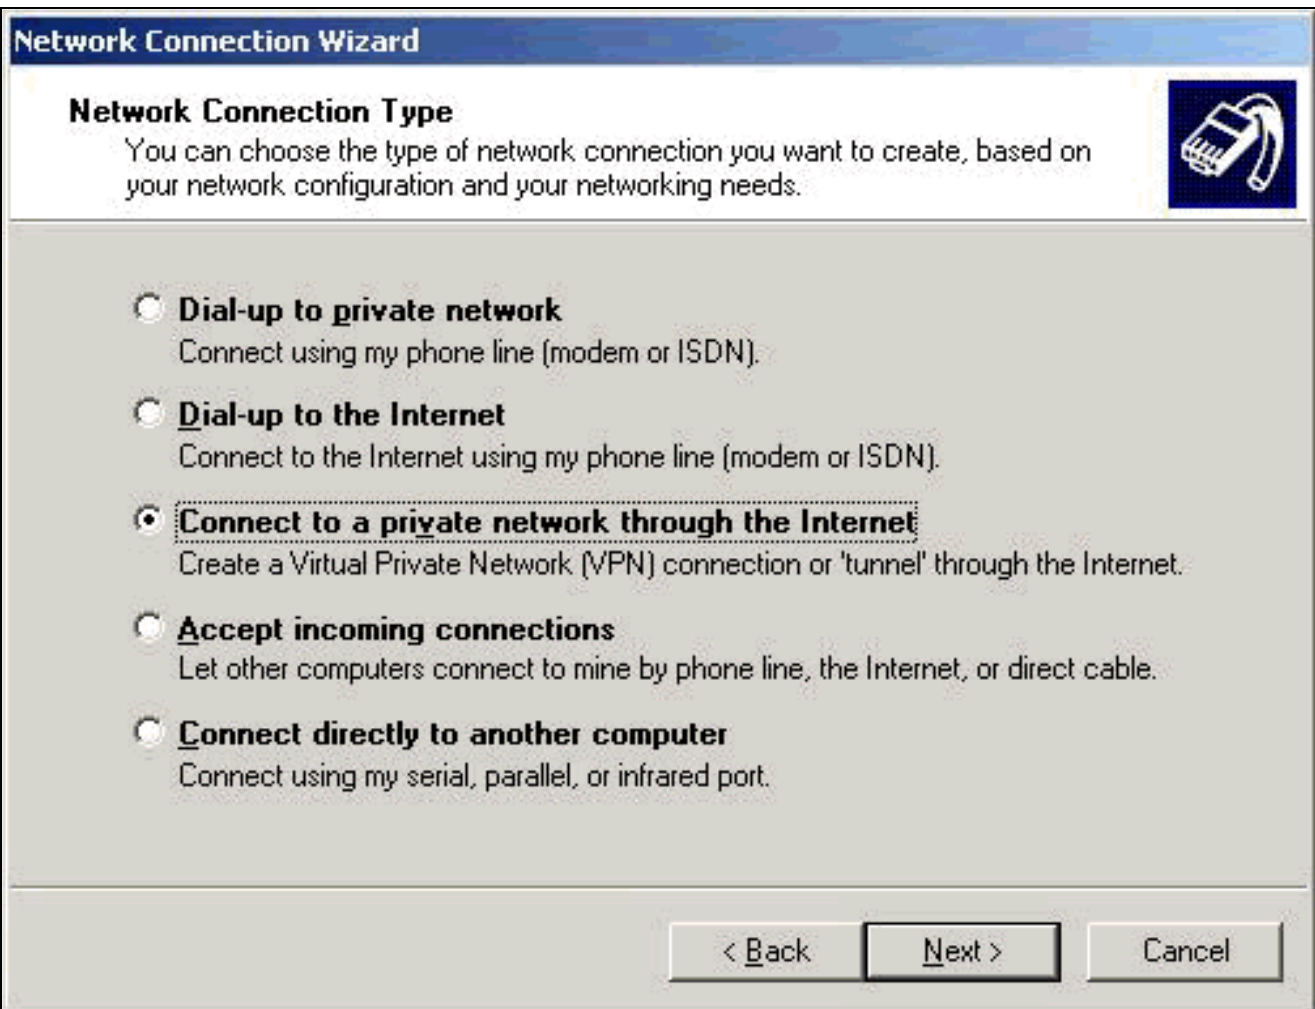 Network Connection Wizard
Network Connection Type
You can choose the type of network connection you want to create, based on
your network configuration and your networking needs.
Dial-up to private network
Connect using my phone line (modem or ISDN).
Dial-up to the Internet
Connect to the Internet using my phone line (modem or ISDN).
Connect to a private network through the Internet
Create a Virtual Private Network (VPN) connection or 'tunnel' through the Internet.
Accept incoming connections
Let other computers connect to mine by phone line, the Internet, or direct cable.
Connect directly to another computer
Connect using my serial, parallel, or infrared port.
< Back Next > Cancel